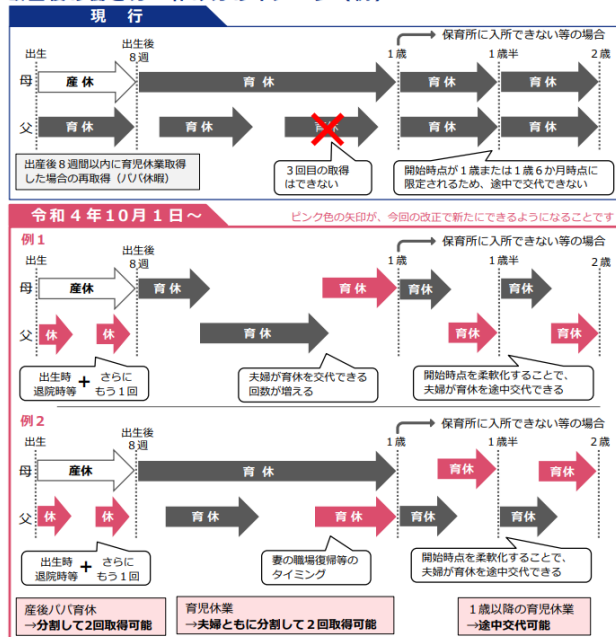 現 行
保育所に入所できない等の場合
出生
出生後
8週
1歳
1歳半
2歳
母
産 休
育 休
育休
育休
父
育 休
育 休
育休
育休
育休
出産後8週間以内に育児休業取得
した場合の再取得（パパ休暇）
3回目の取得
はできない
開始時点が1歳または1歳6か月時点に
限定されるため、途中で交代できない
令和4年10月1日～
ピンク色の矢印が、今回の改正で新たにできるようになることです
例1
保育所に入所できない等の場合
出生
出生後
8週
1歳
1歳半
2歳
母
産休
育 休
育 休
育休
育休
父
休
休
育 休
育休
育休
出生時
退院時等
+
さらに
もう1回
夫婦が育休を交代できる
回数が増える
開始時点を柔軟化することで、
夫婦が育休を途中交代できる
例2
保育所に入所できない等の場合
出生
出生後
8週
1歳
1歳半
2歳
母
産休
育 休
育休
育休
父
休
休
育 休
育 休
育休
育休
出生時
退院時等
+
さらに
もう1回
妻の職場復帰等の
タイミング
開始時点を柔軟化することで、
夫婦が育休を途中交代できる
産後パパ育休
→分割して2回取得可能
育児休業
→夫婦ともに分割して2回取得可能
1歳以降の育児休業
→途中交代可能